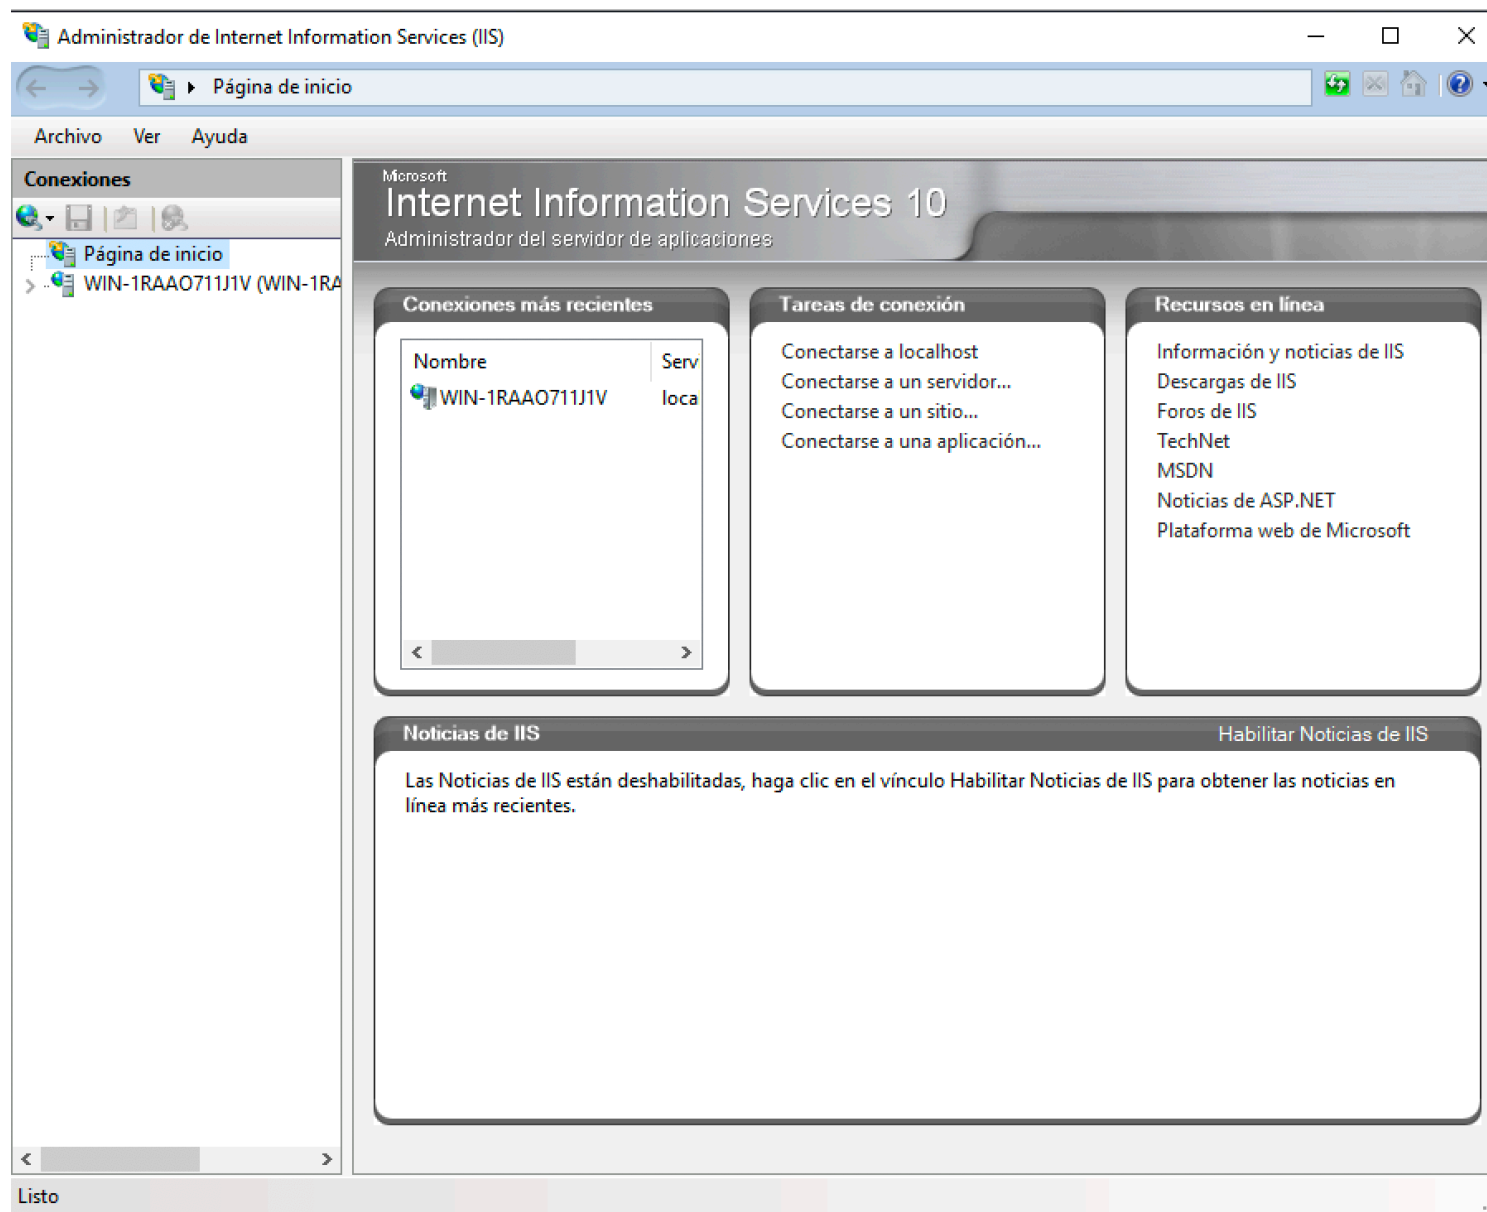 Administrador de Internet Information Services (IIS)
Página de inicio
Archivo Ver Ayuda
Conexiones
Página de inicio
WIN-1RAAO711J1V (WIN-1RA
Microsoft
Internet Information Services 10
Administrador del servidor de aplicaciones
Conexiones más recientes
Nombre Serv
WIN-1RAAO711J1V loca
Tareas de conexión
Conectarse a localhost
Conectarse a un servidor...
Conectarse a un sitio...
Conectarse a una aplicación...
Recursos en línea
Información y noticias de IIS
Descargas de IIS
Foros de IIS
TechNet
MSDN
Noticias de ASP.NET
Plataforma web de Microsoft
Noticias de IIS Habilitar Noticias de IIS
Las Noticias de IIS están deshabilitadas, haga clic en el vínculo Habilitar Noticias de IIS para obtener las noticias en
línea más recientes.
Listo